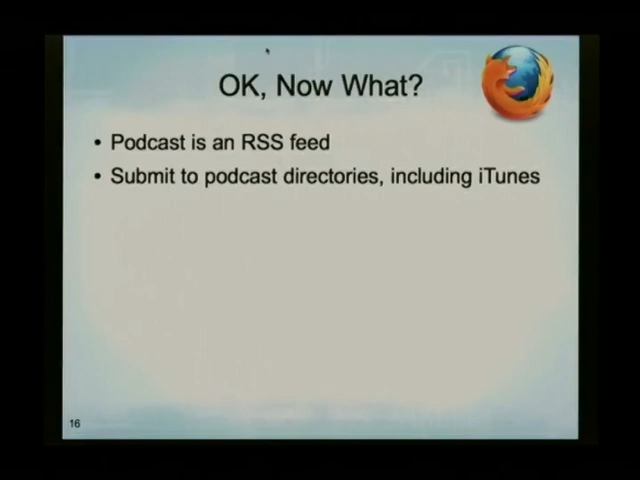 OK, Now What?
• Podcast is an RSS feed
• Submit to podcast directories, including iTunes
16